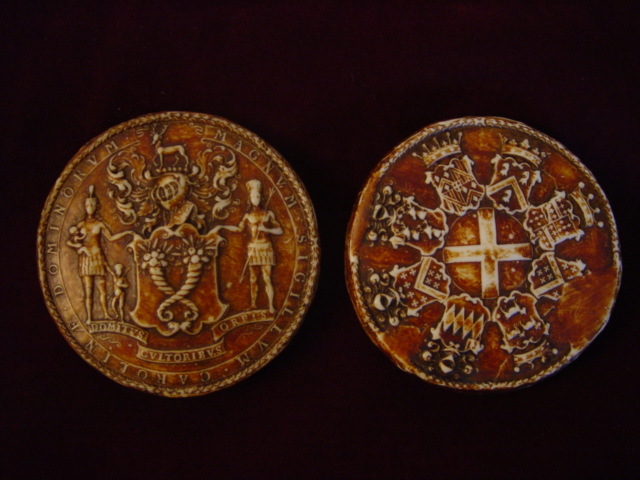 MAGNVM · SIGILLVM · CAROLINÆ DOMINORVM
DOMITVS
CVLTORIBVS
ORBIS